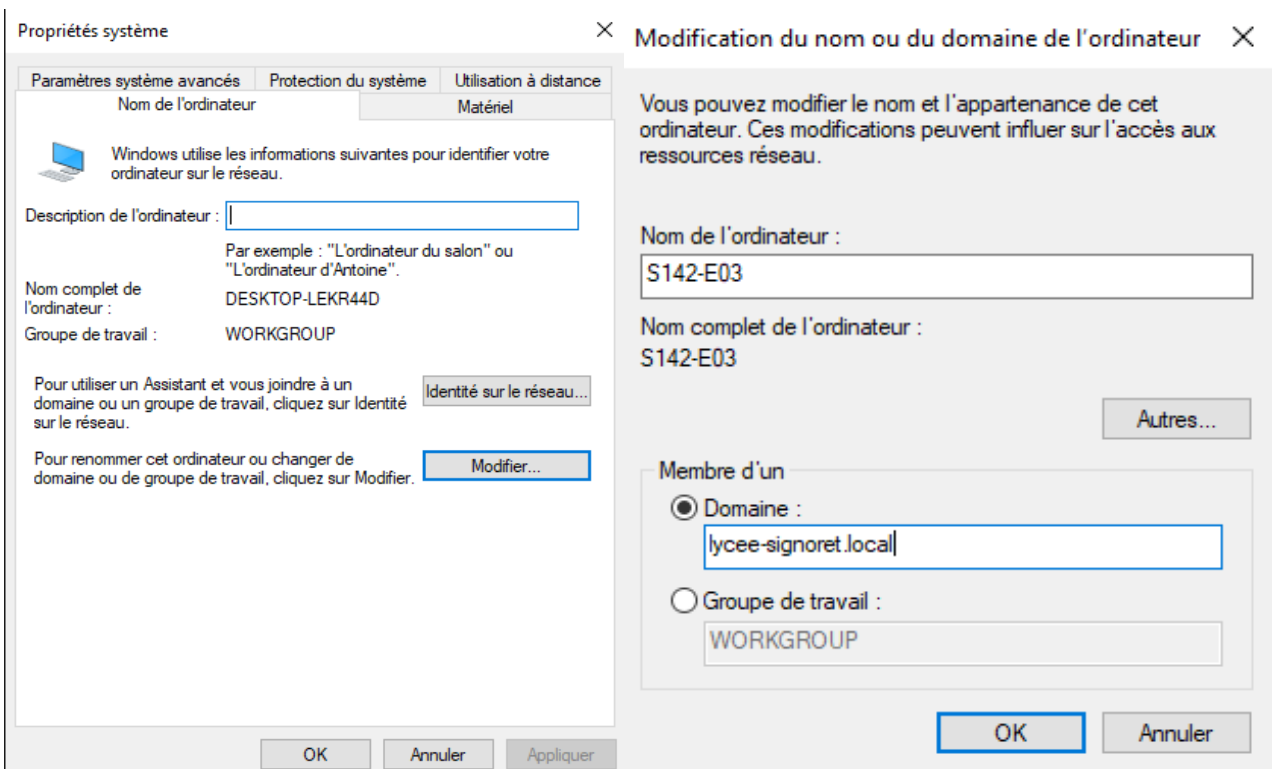 Propriétés système
Paramètres système avancés
Protection du système
Utilisation à distance
Nom de l'ordinateur
Matériel
Windows utilise les informations suivantes pour identifier votre
ordinateur sur le réseau.
Description de l'ordinateur :
Par exemple : "L'ordinateur du salon" ou
"L'ordinateur d'Antoine".
Nom complet de
l'ordinateur :
DESKTOP-LEKR44D
Groupe de travail :
WORKGROUP
Pour utiliser un Assistant et vous joindre à un
domaine ou un groupe de travail, cliquez sur Identité
sur le réseau.
Identité sur le réseau...
Pour renommer cet ordinateur ou changer de
domaine ou de groupe de travail, cliquez sur Modifier.
Modifier...
OK
Annuler
Appliquer
Modification du nom ou du domaine de l'ordinateur
Vous pouvez modifier le nom et l'appartenance de cet
ordinateur. Ces modifications peuvent influer sur l'accès aux
ressources réseau.
Nom de l'ordinateur :
S142-E03
Nom complet de l'ordinateur :
S142-E03
Autres...
Membre d'un
Domaine :
lycee-signoret.local
Groupe de travail :
WORKGROUP
OK
Annuler